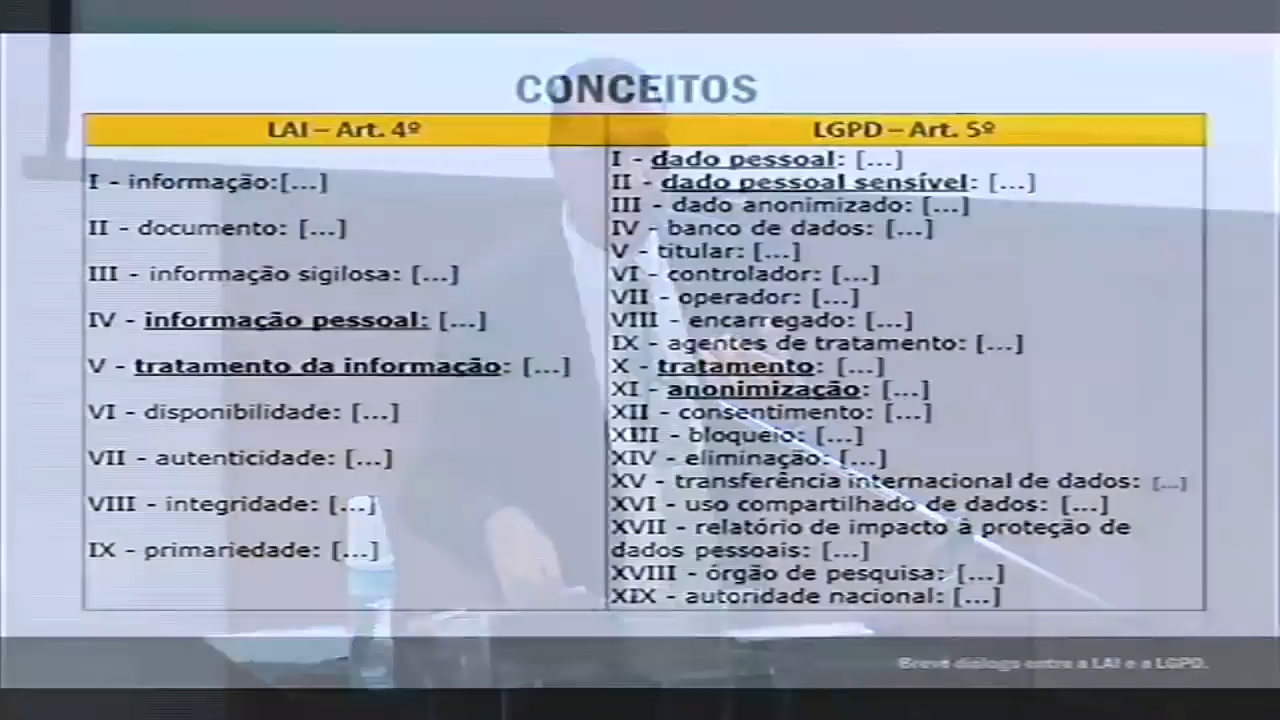 CONCEITOS
LAI – Art. 4º
LGPD – Art. 5º
I - informação:[...]
II - documento: [...]
III - informação sigilosa: [...]
IV - informação pessoal: [...]
V - tratamento da informação: [...]
VI - disponibilidade: [...]
VII - autenticidade: [...]
VIII - integridade: [...]
IX - primariedade: [...]
I - dado pessoal: [...]
II - dado pessoal sensível: [...]
III - dado anonimizado: [...]
IV - banco de dados: [...]
V - titular: [...]
VI - controlador: [...]
VII - operador: [...]
VIII - encarregado: [...]
IX - agentes de tratamento: [...]
X - tratamento: [...]
XI - anonimização: [...]
XII - consentimento: [...]
XIII - bloqueio: [...]
XIV - eliminação: [...]
XV - transferência internacional de dados: [...]
XVI - uso compartilhado de dados: [...]
XVII - relatório de impacto à proteção de
dados pessoais: [...]
XVIII - órgão de pesquisa: [...]
XIX - autoridade nacional: [...]
Breve diálogo entre a LAI e a LGPD.